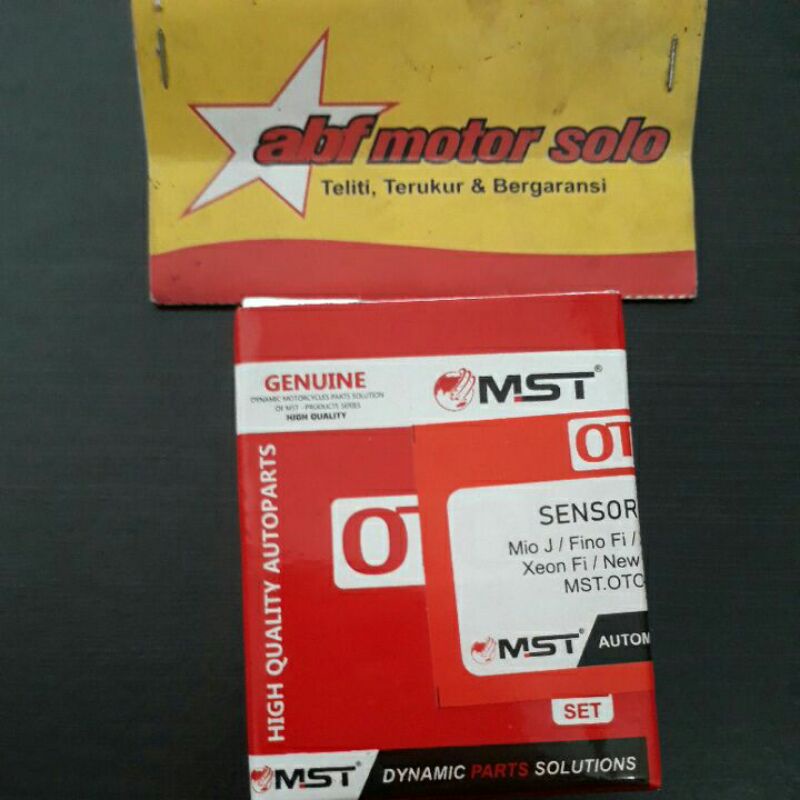 abf motor solo
Teliti, Terukur & Bergaransi
GENUINE
DYNAMIC MOTORCYCLES PARTS SOLUTION
OF MST - PRODUCTS SERIES
HIGH QUALITY
MST®
HIGH QUALITY AUTOPARTS
OT
OT
SENSOR
Mio J / Fino Fi /
Xeon Fi / New
MST.OTO
MST®
AUTOM
SET
MST®
DYNAMIC PARTS SOLUTIONS